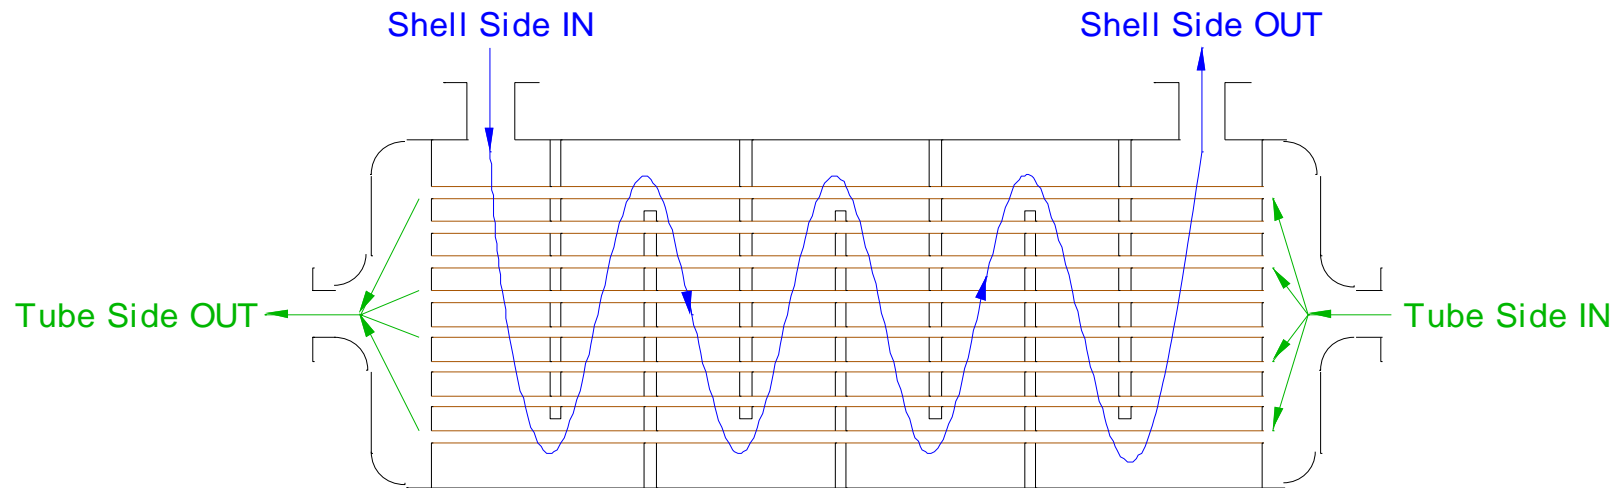 Shell Side IN
Shell Side OUT
Tube Side OUT
Tube Side IN